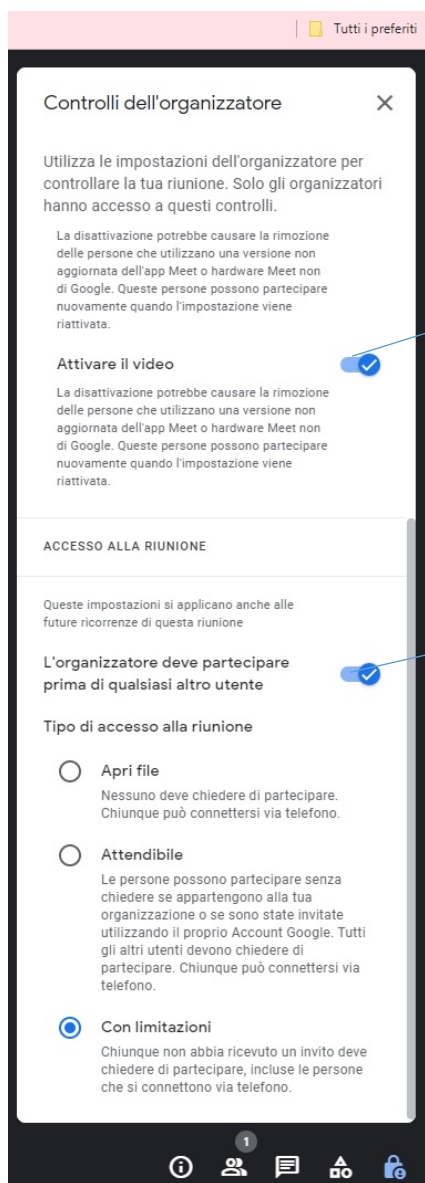 Tutti i preferiti
Controlli dell'organizzatore
Utilizza le impostazioni dell'organizzatore per
controllare la tua riunione. Solo gli organizzatori
hanno accesso a questi controlli.
La disattivazione potrebbe causare la rimozione
delle persone che utilizzano una versione non
aggiornata dell'app Meet o hardware Meet non
di Google. Queste persone possono partecipare
nuovamente quando l'impostazione viene
riattivata.
Attivare il video
La disattivazione potrebbe causare la rimozione
delle persone che utilizzano una versione non
aggiornata dell'app Meet o hardware Meet non
di Google. Queste persone possono partecipare
nuovamente quando l'impostazione viene
riattivata.
ACCESSO ALLA RIUNIONE
Queste impostazioni si applicano anche alle
future ricorrenze di questa riunione
L'organizzatore deve partecipare
prima di qualsiasi altro utente
Tipo di accesso alla riunione
Apri file
Nessuno deve chiedere di partecipare.
Chiunque può connettersi via telefono.
Attendibile
Le persone possono partecipare senza
chiedere se appartengono alla tua
organizzazione o se sono state invitate
utilizzando il proprio Account Google. Tutti
gli altri utenti devono chiedere di
partecipare. Chiunque può connettersi via
telefono.
Con limitazioni
Chiunque non abbia ricevuto un invito deve
chiedere di partecipare, incluse le persone
che si connettono via telefono.
1